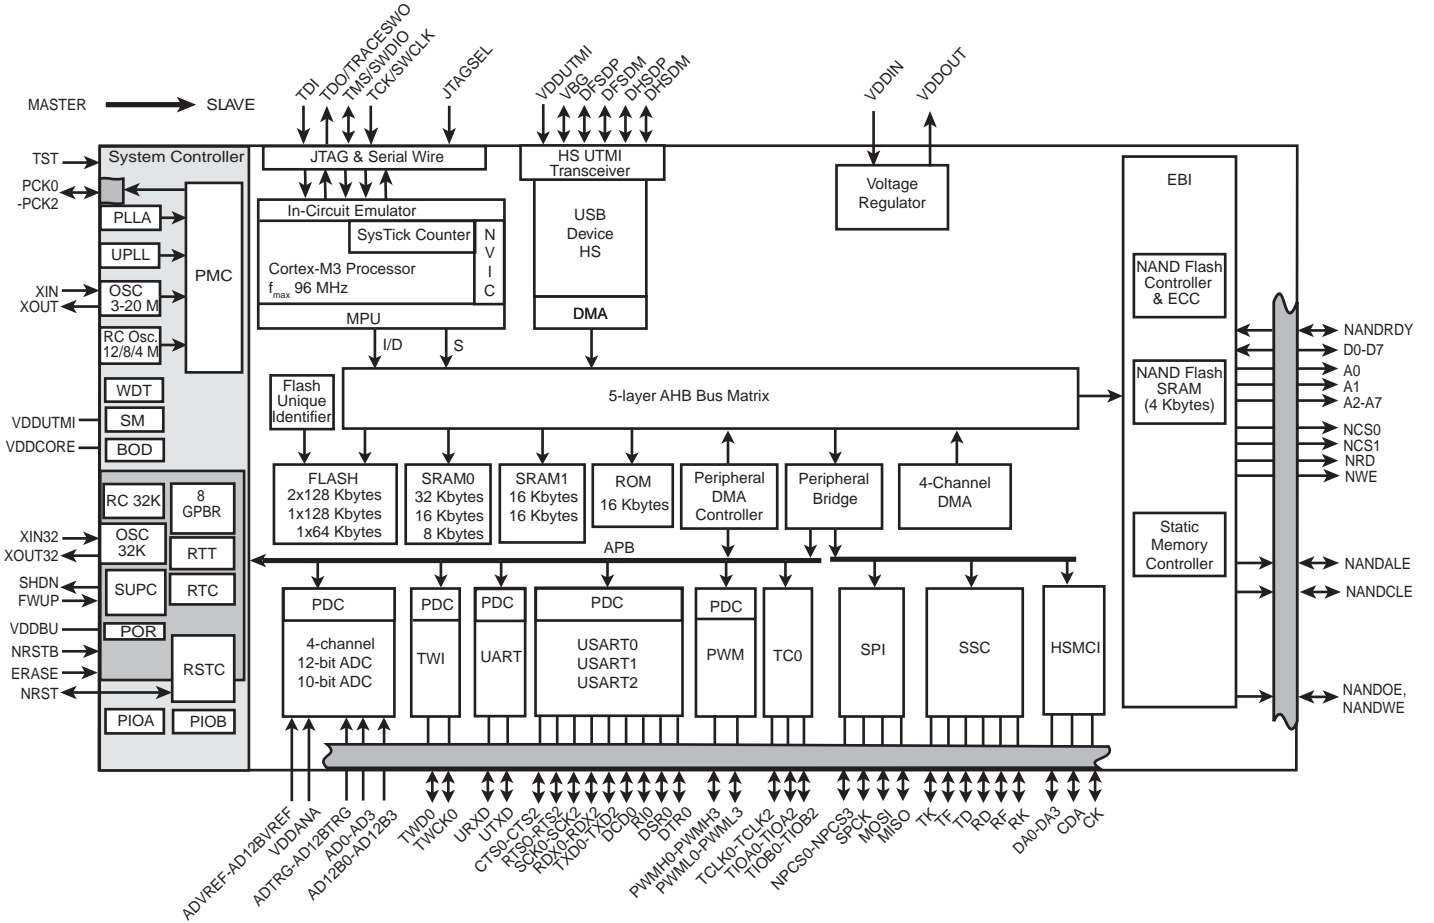 MASTER
SLAVE
TDI
TDO/TRACESWO
TMS/SWDIO
TCK/SWCLK
JTAGSEL
VDDUTMI
VBG
DFSDP
DFSDM
DHSDP
DHSDM
VDDIN
VDDOUT
TST
PCK0
-PCK2
XIN
XOUT
VDDUTMI
VDDCORE
XIN32
XOUT32
SHDN
FWUP
VDDBU
NRSTB
ERASE
NRST
System Controller
PLLA
UPLL
OSC
3-20 M
RC Osc.
12/8/4 M
PMC
WDT
SM
BOD
RC 32K
8
GPBR
OSC
32K
RTT
SUPC
RTC
POR
RSTC
PIOA
PIOB
JTAG & Serial Wire
In-Circuit Emulator
SysTick Counter
N
V
I
C
Cortex-M3 Processor
fmax 96 MHz
MPU
I/D
S
HS UTMI
Transceiver
USB
Device
HS
DMA
Voltage
Regulator
Flash
Unique
Identifier
5-layer AHB Bus Matrix
FLASH
2x128 Kbytes
1x128 Kbytes
1x64 Kbytes
SRAM0
32 Kbytes
16 Kbytes
8 Kbytes
SRAM1
16 Kbytes
16 Kbytes
ROM
16 Kbytes
Peripheral
DMA
Controller
Peripheral
Bridge
4-Channel
DMA
APB
PDC
4-channel
12-bit ADC
10-bit ADC
PDC
TWI
PDC
UART
PDC
USART0
USART1
USART2
PDC
PWM
TC0
SPI
SSC
HSMCI
EBI
NAND Flash
Controller
& ECC
NAND Flash
SRAM
(4 Kbytes)
Static
Memory
Controller
NANDRDY
D0-D7
A0
A1
A2-A7
NCS0
NCS1
NRD
NWE
NANDALE
NANDCLE
NANDOE,
NANDWE
ADVREF-AD12BVREF
VDDANA
ADTRG-AD12BTRG
AD0-AD3
AD12B0-AD12B3
TWD0
TWCK0
URXD
UTXD
CTS0-CTS2
RTS0-RTS2
SCK0-SCK2
RDX0-RDX2
TXD0-TXD2
DCD0
RI0
DSR0
DTR0
PWMH0-PWMH3
PWML0-PWML3
TCLK0-TCLK2
TIOA0-TIOA2
TIOB0-TIOB2
NPCS0-NPCS3
SPCK
MOSI
MISO
TK
TF
TD
RD
RF
RK
DA0-DA3
CDA
CK